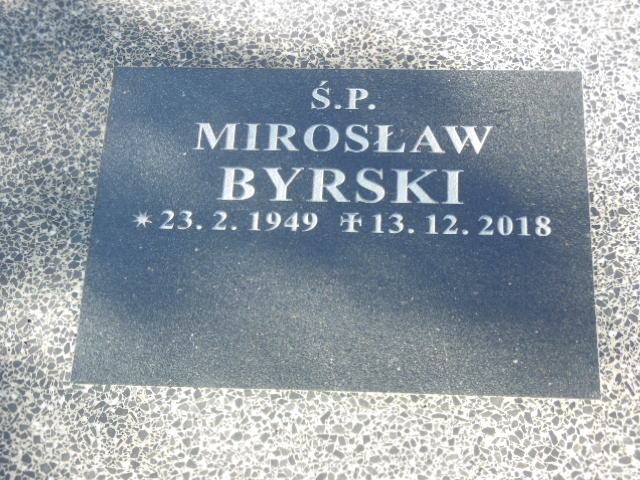 Ś.P.
MIROSŁAW
BYRSKI
✴ 23. 2. 1949 ✠ 13. 12. 2018